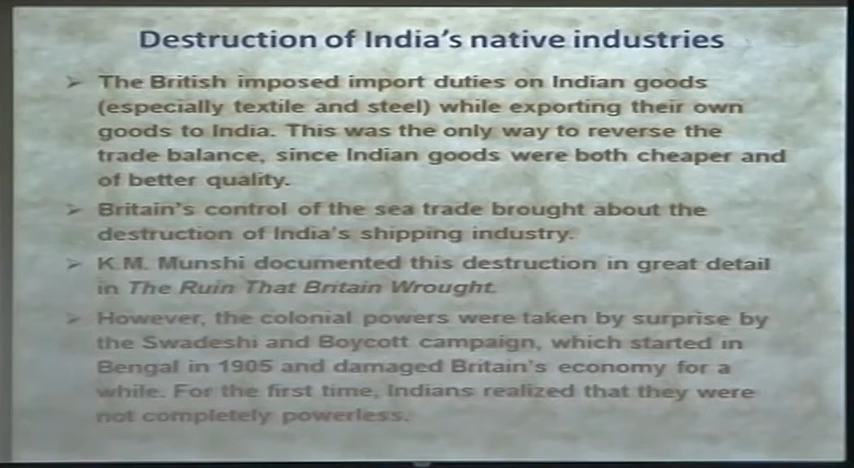 Destruction of India's native industries
➢ The British imposed import duties on Indian goods
(especially textile and steel) while exporting their own
goods to India. This was the only way to reverse the
trade balance, since Indian goods were both cheaper and
of better quality.
➢ Britain's control of the sea trade brought about the
destruction of India's shipping industry.
➢ K.M. Munshi documented this destruction in great detail
in The Ruin That Britain Wrought.
➢ However, the colonial powers were taken by surprise by
the Swadeshi and Boycott campaign, which started in
Bengal in 1905 and damaged Britain's economy for a
while. For the first time, Indians realized that they were
not completely powerless.